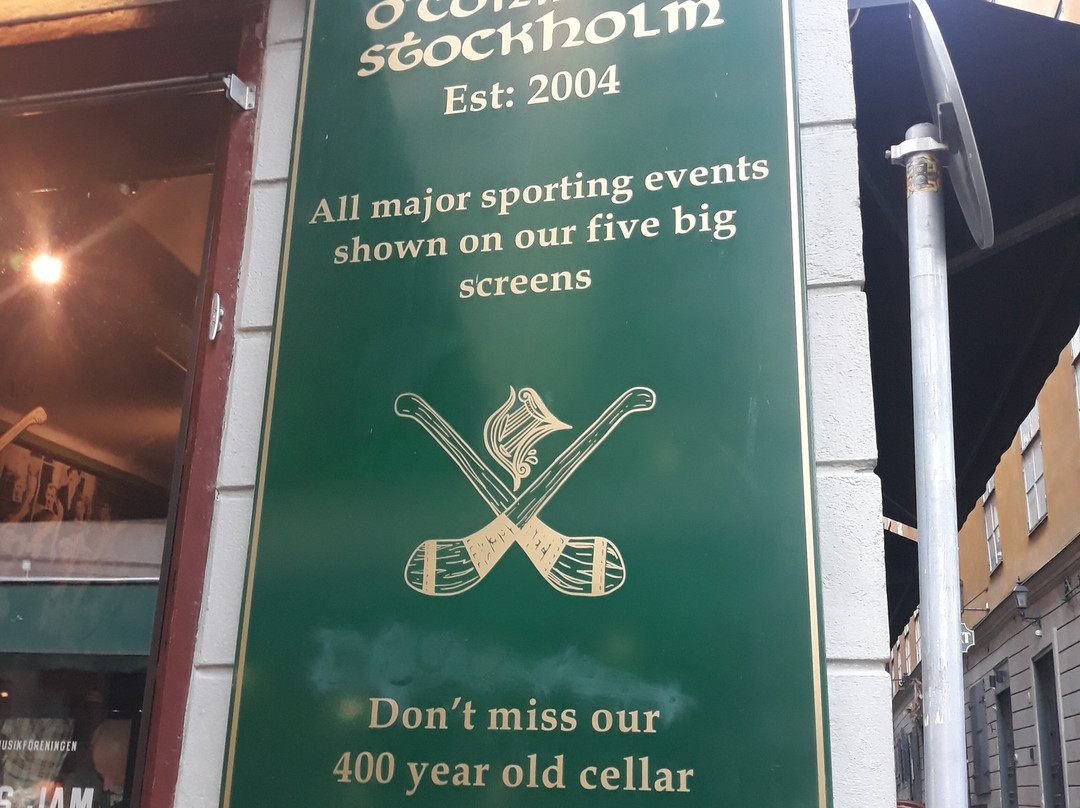 STOCKHOLM
Est: 2004
All major sporting events
shown on our five big
screens
Don't miss our
400 year old cellar
MUSIKFÖRENINGEN
JAM